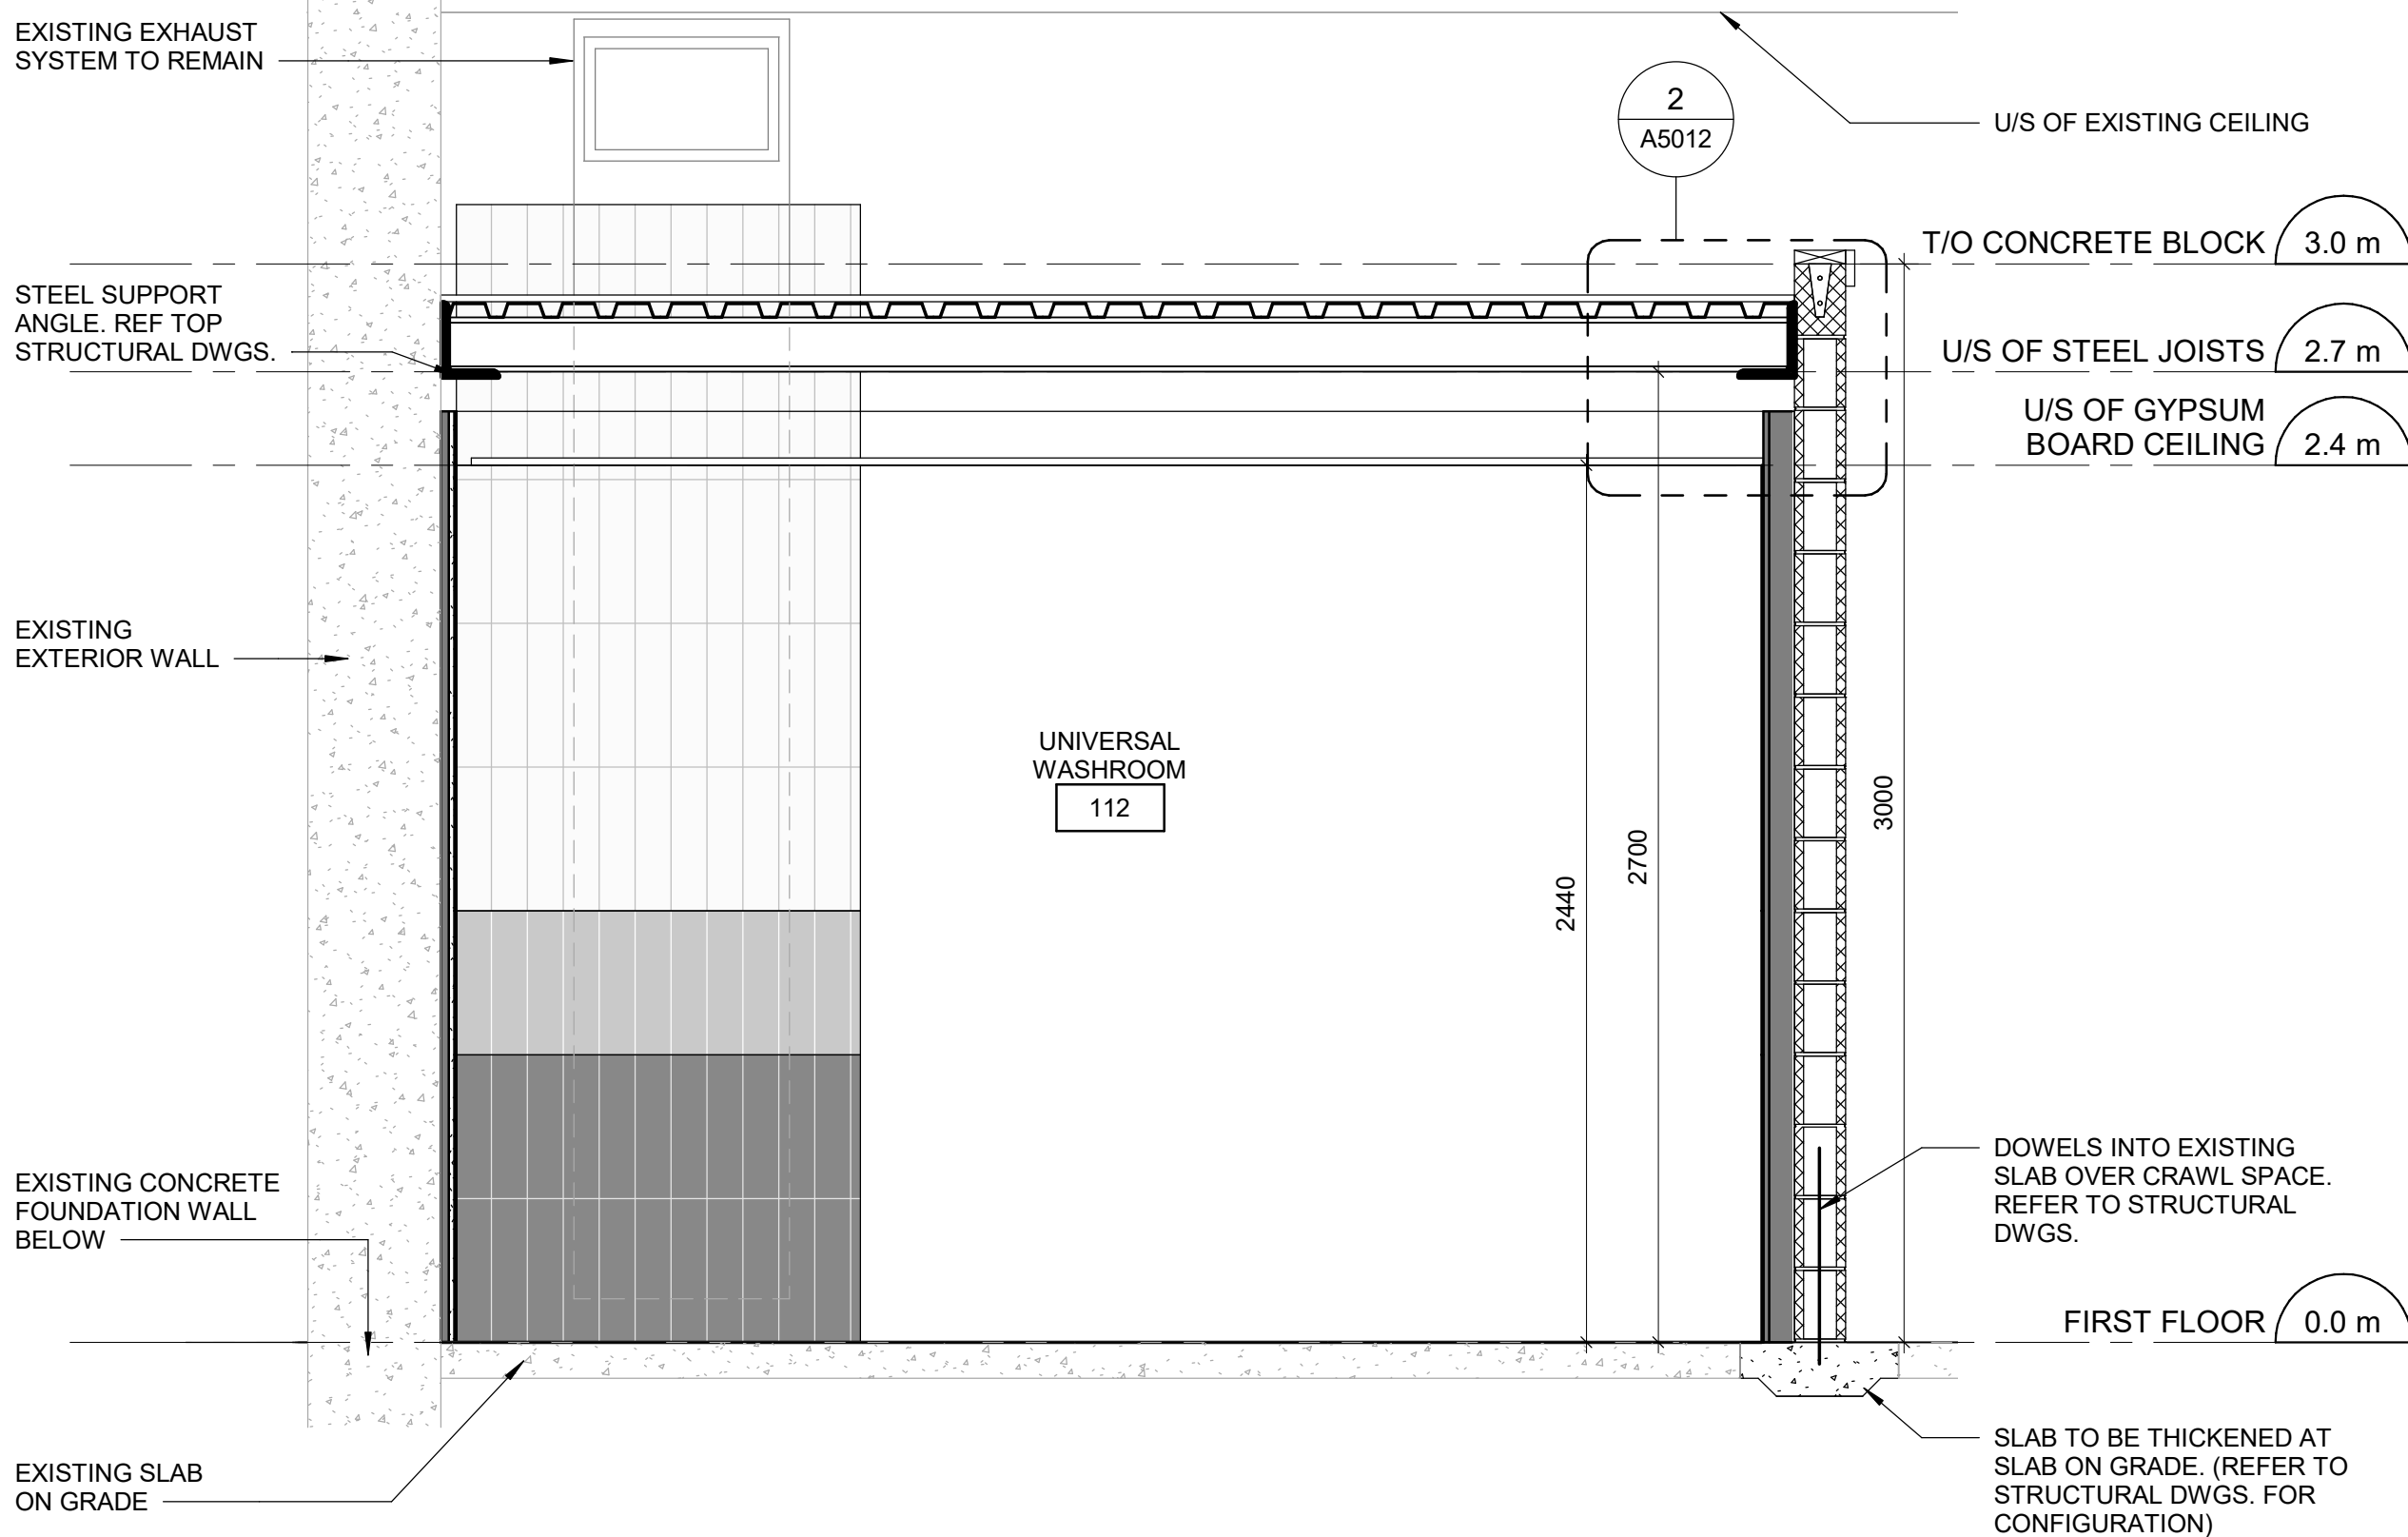 EXISTING EXHAUST
SYSTEM TO REMAIN
2
A5012
U/S OF EXISTING CEILING
T/O CONCRETE BLOCK
3.0 m
STEEL SUPPORT
ANGLE. REF TOP
STRUCTURAL DWGS.
U/S OF STEEL JOISTS
2.7 m
U/S OF GYPSUM
BOARD CEILING
2.4 m
EXISTING
EXTERIOR WALL
UNIVERSAL
WASHROOM
112
2440
2700
3000
EXISTING CONCRETE
FOUNDATION WALL
BELOW
DOWELS INTO EXISTING
SLAB OVER CRAWL SPACE.
REFER TO STRUCTURAL
DWGS.
FIRST FLOOR
0.0 m
EXISTING SLAB
ON GRADE
SLAB TO BE THICKENED AT
SLAB ON GRADE. (REFER TO
STRUCTURAL DWGS. FOR
CONFIGURATION)